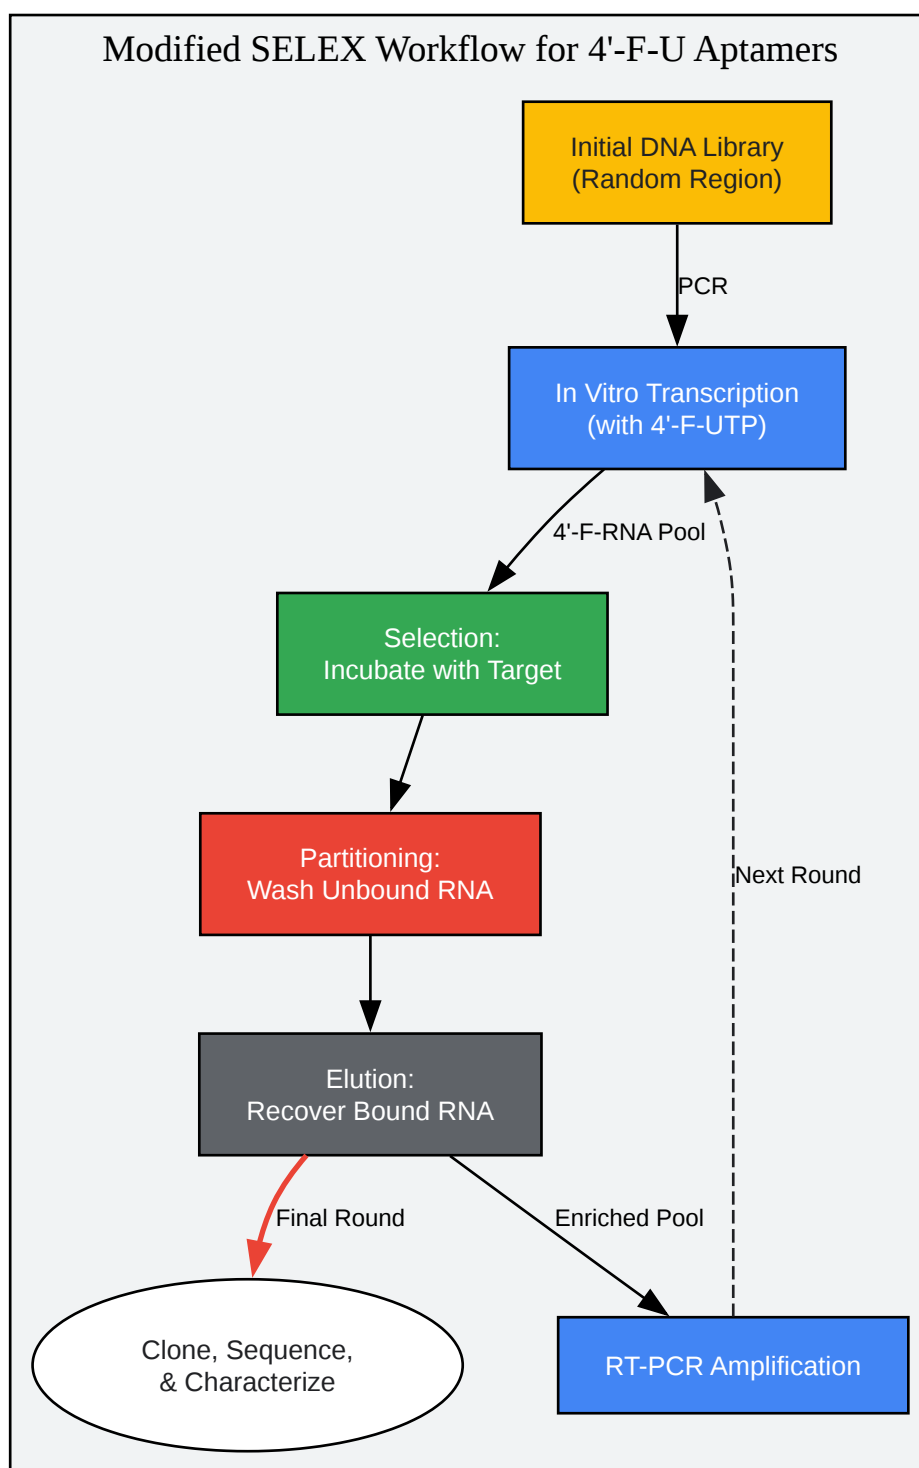 Modified SELEX Workflow for 4'-F-U Aptamers
Initial DNA Library
(Random Region)
PCR
In Vitro Transcription
(with 4'-F-UTP)
4'-F-RNA Pool
Selection:
Incubate with Target
Partitioning:
Wash Unbound RNA
Next Round
Elution:
Recover Bound RNA
Final Round
Enriched Pool
Clone, Sequence,
& Characterize
RT-PCR Amplification